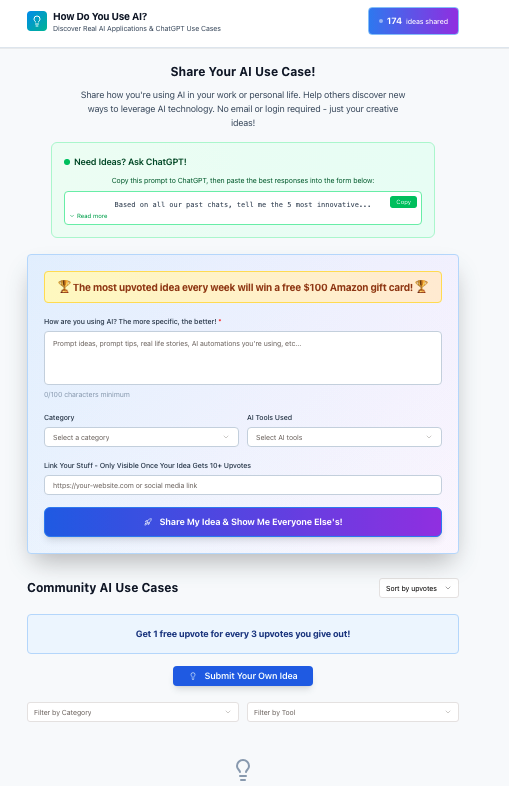 How Do You Use AI?
Discover Real AI Applications & ChatGPT Use Cases
174 ideas shared
Share Your AI Use Case!
Share how you're using AI in your work or personal life. Help others discover new
ways to leverage AI technology. No email or login required - just your creative
ideas!
Need Ideas? Ask ChatGPT!
Copy this prompt to ChatGPT, then paste the best responses into the form below:
Based on all our past chats, tell me the 5 most innovative...
Copy
Read more
🏆 The most upvoted idea every week will win a free $100 Amazon gift card! 🏆
How are you using AI? The more specific, the better! *
Prompt ideas, prompt tips, real life stories, AI automations you're using, etc...
0/100 characters minimum
Category
AI Tools Used
Select a category
Select AI tools
Link Your Stuff - Only Visible Once Your Idea Gets 10+ Upvotes
https://your-website.com or social media link
Share My Idea & Show Me Everyone Else's!
Community AI Use Cases
Sort by upvotes
Get 1 free upvote for every 3 upvotes you give out!
Submit Your Own Idea
Filter by Category
Filter by Tool